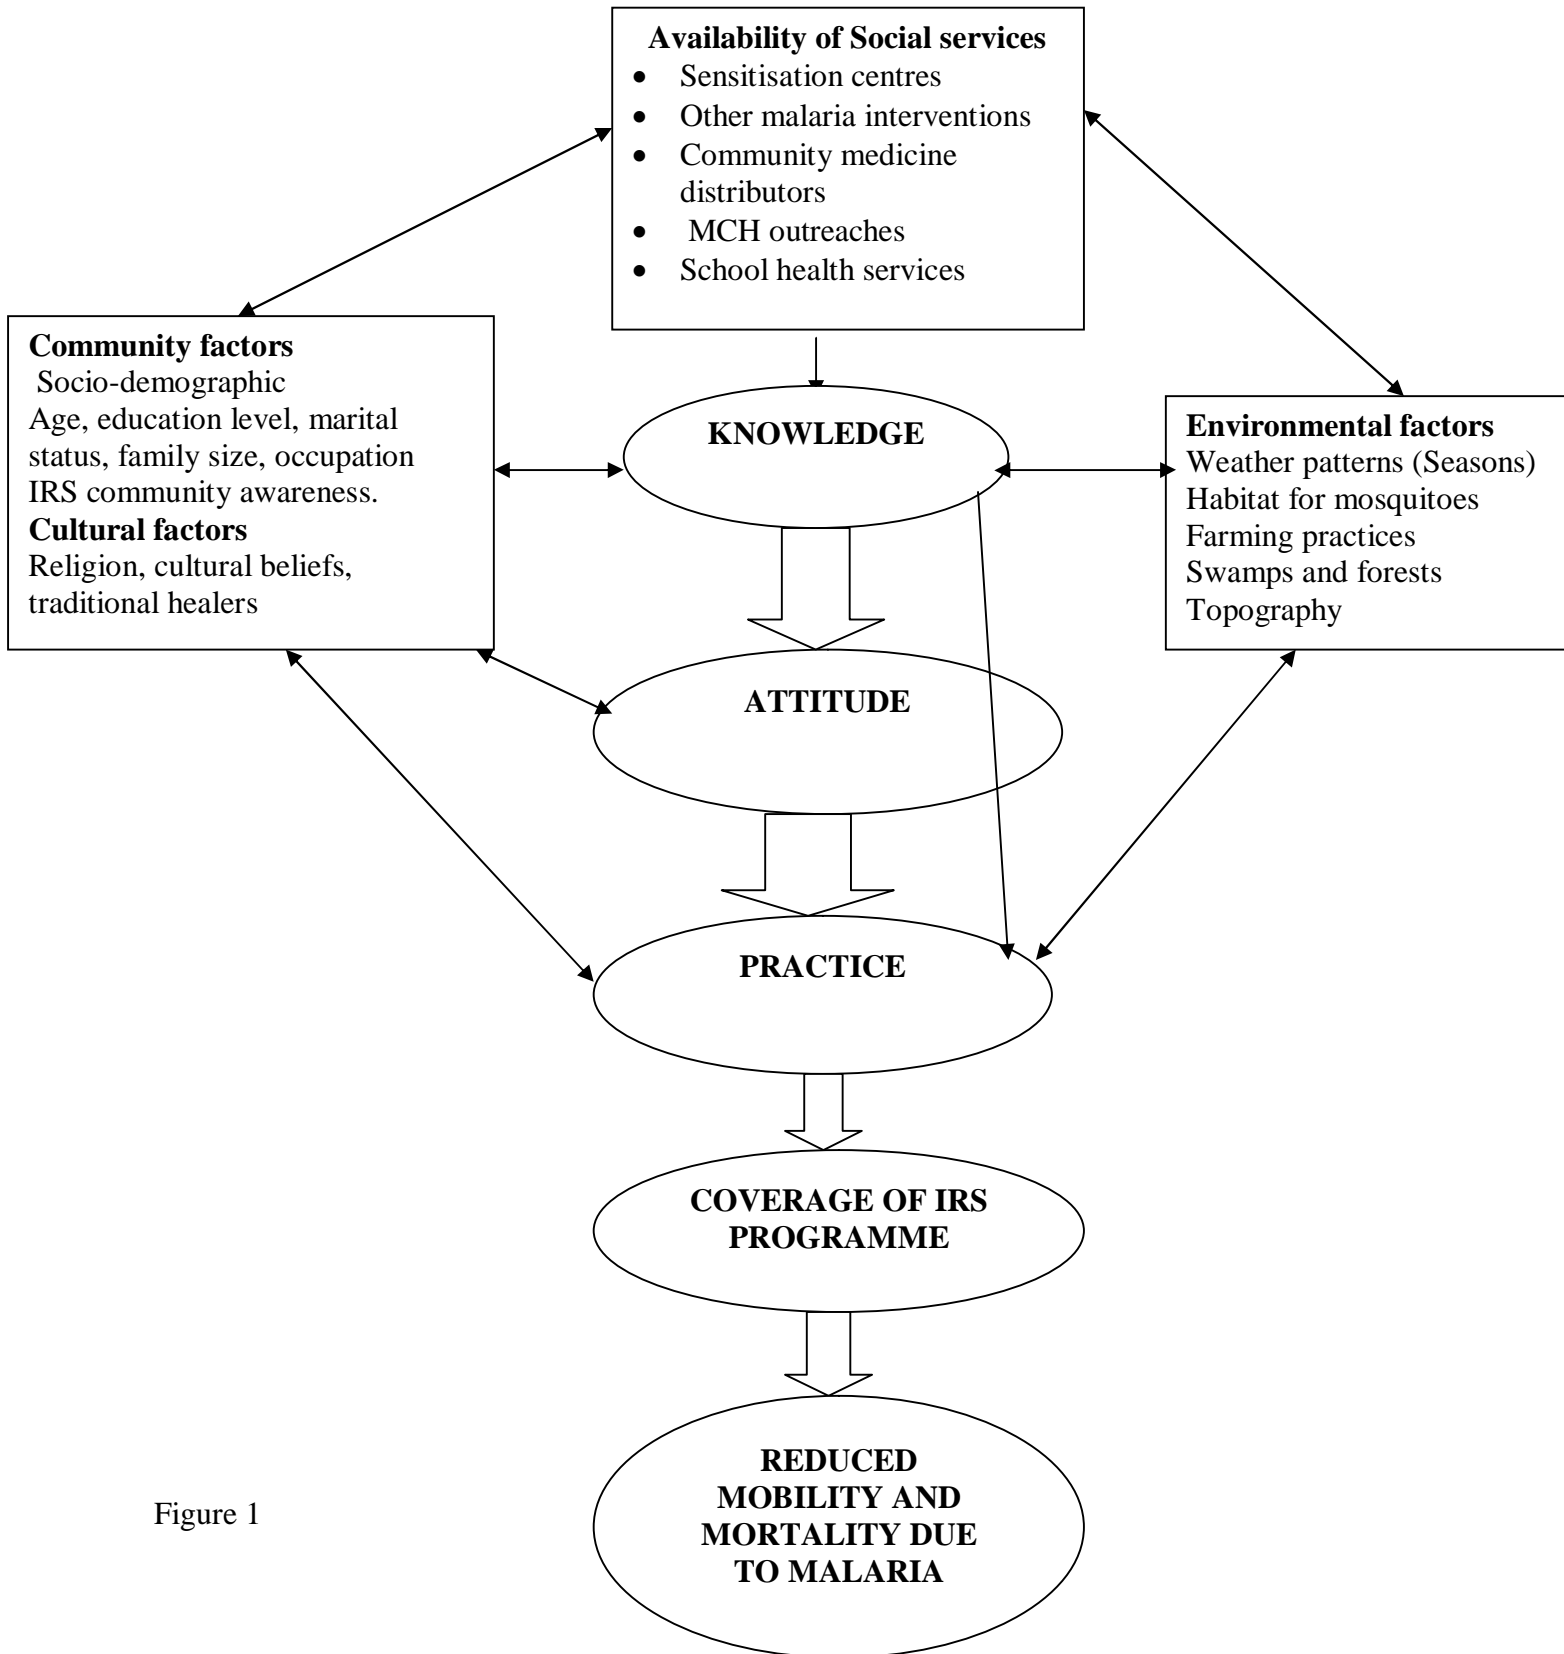 Availability of Social services
• Sensitisation centres
• Other malaria interventions
• Community medicine
distributors
• MCH outreaches
• School health services
Community factors
Socio-demographic
Age, education level, marital
status, family size, occupation
IRS community awareness.
Cultural factors
Religion, cultural beliefs,
traditional healers
KNOWLEDGE
Environmental factors
Weather patterns (Seasons)
Habitat for mosquitoes
Farming practices
Swamps and forests
Topography
ATTITUDE
PRACTICE
COVERAGE OF IRS
PROGRAMME
REDUCED
MOBILITY AND
MORTALITY DUE
TO MALARIA
Figure 1